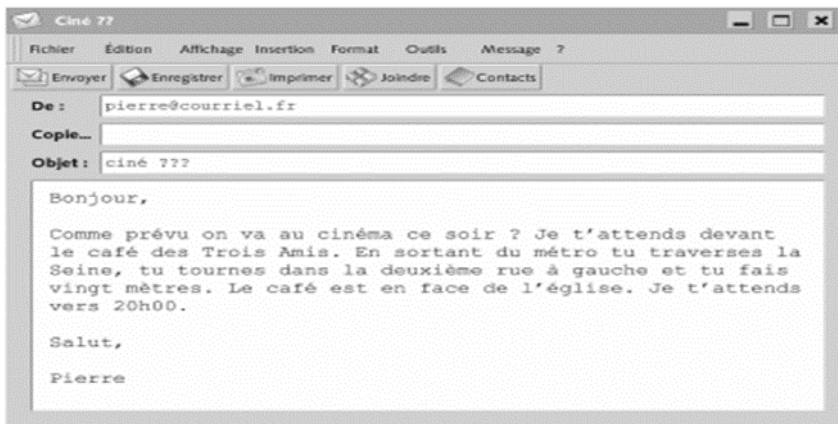 Ciné ??
Fichier Édition Affichage Insertion Format Outils Message ?
Envoyer Enregistrer Imprimer Joindre Contacts
De : pierre@courriel.fr
Copie...
Objet : ciné ???
Bonjour,
Comme prévu on va au cinéma ce soir ? Je t'attends devant
le café des Trois Amis. En sortant du métro tu traverses la
Seine, tu tournes dans la deuxième rue à gauche et tu fais
vingt mètres. Le café est en face de l'église. Je t'attends
vers 20h00.
Salut,
Pierre